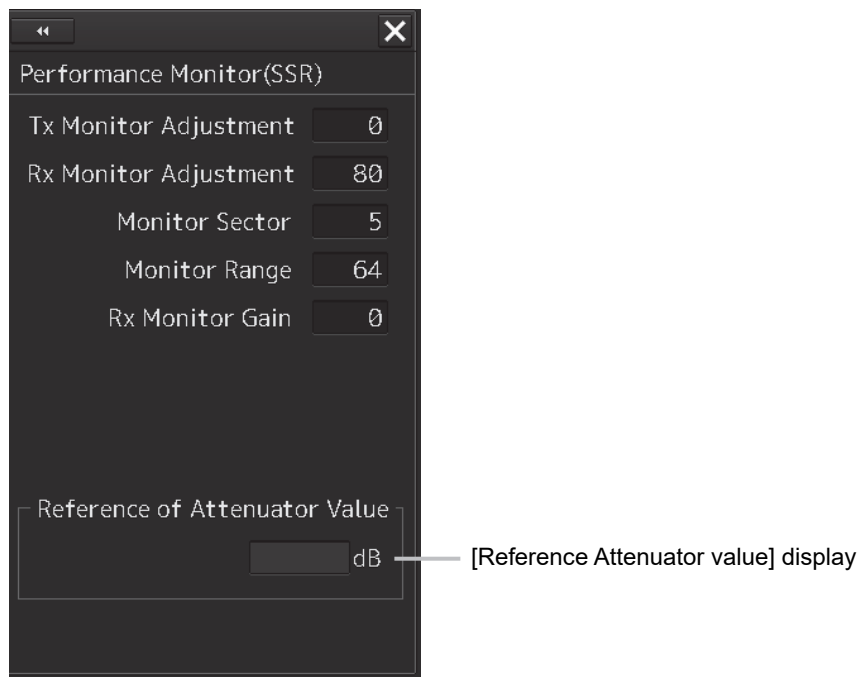 Performance Monitor(SSR)
Tx Monitor Adjustment 0
Rx Monitor Adjustment 80
Monitor Sector 5
Monitor Range 64
Rx Monitor Gain 0
Reference of Attenuator Value
dB
[Reference Attenuator value] display